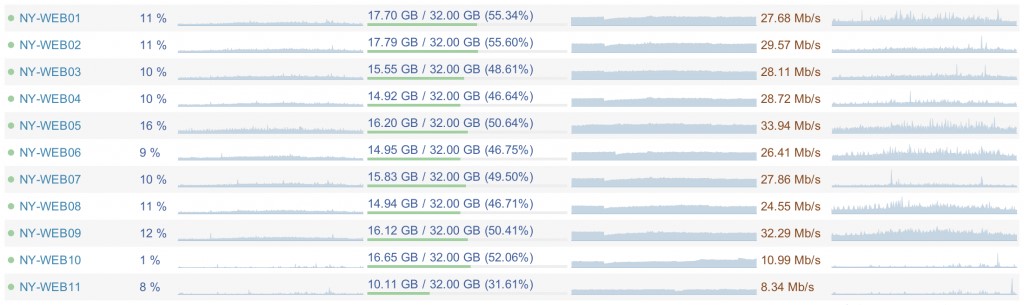 NY-WEB01 11 % 17.70 GB / 32.00 GB (55.34%) 27.68 Mb/s
NY-WEB02 11 % 17.79 GB / 32.00 GB (55.60%) 29.57 Mb/s
NY-WEB03 10 % 15.55 GB / 32.00 GB (48.61%) 28.11 Mb/s
NY-WEB04 10 % 14.92 GB / 32.00 GB (46.64%) 28.72 Mb/s
NY-WEB05 16 % 16.20 GB / 32.00 GB (50.64%) 33.94 Mb/s
NY-WEB06 9 % 14.95 GB / 32.00 GB (46.75%) 26.41 Mb/s
NY-WEB07 10 % 15.83 GB / 32.00 GB (49.50%) 27.86 Mb/s
NY-WEB08 11 % 14.94 GB / 32.00 GB (46.71%) 24.55 Mb/s
NY-WEB09 12 % 16.12 GB / 32.00 GB (50.41%) 32.29 Mb/s
NY-WEB10 1 % 16.65 GB / 32.00 GB (52.06%) 10.99 Mb/s
NY-WEB11 8 % 10.11 GB / 32.00 GB (31.61%) 8.34 Mb/s